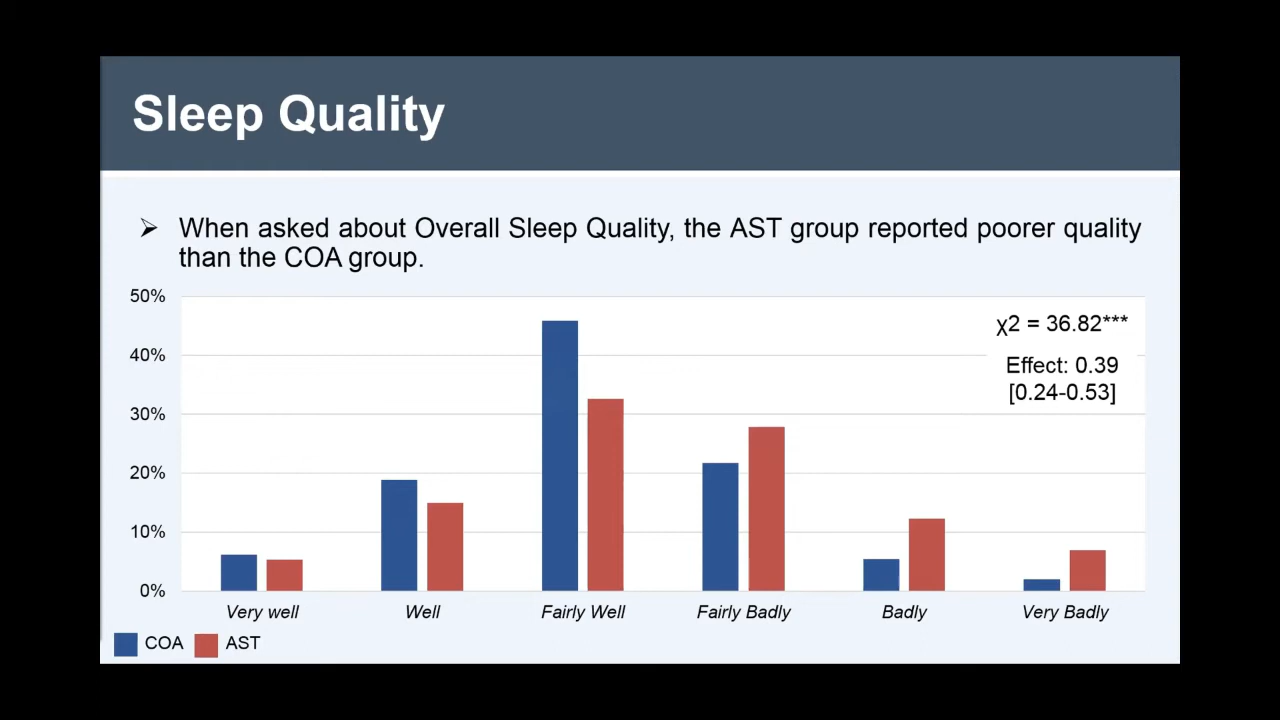 Sleep Quality
➢ When asked about Overall Sleep Quality, the AST group reported poorer quality
than the COA group.
50%
χ2 = 36.82***
40%
Effect: 0.39
[0.24-0.53]
30%
20%
10%
0%
Very well Well Fairly Well Fairly Badly Badly Very Badly
COA AST